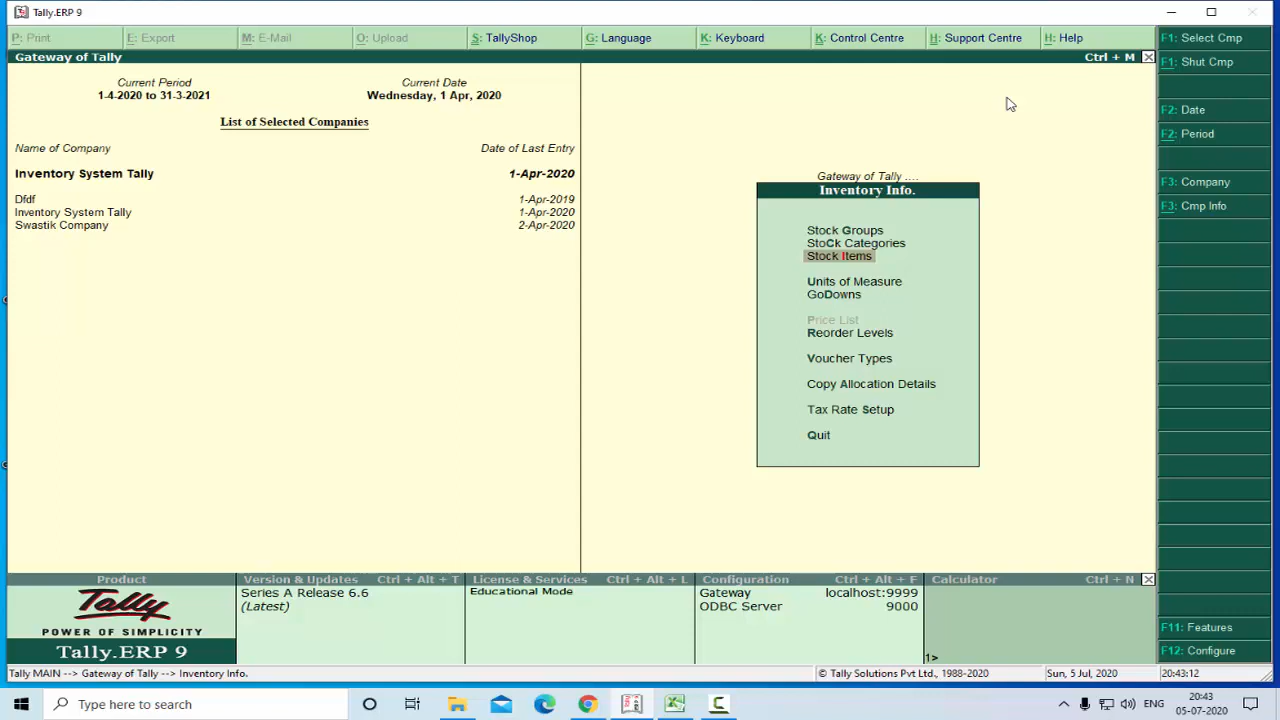 Tally.ERP 9
P: Print
E: Export
M: E-Mail
O: Upload
S: TallyShop
G: Language
K: Keyboard
K: Control Centre
H: Support Centre
H: Help
F1: Select Cmp
F1: Shut Cmp
F2: Date
F2: Period
F3: Company
F3: Cmp Info
F11: Features
F12: Configure
Gateway of Tally
Ctrl + M
Current Period
1-4-2020 to 31-3-2021
Current Date
Wednesday, 1 Apr, 2020
List of Selected Companies
Name of Company Date of Last Entry
Inventory System Tally 1-Apr-2020
Dfdf 1-Apr-2019
Inventory System Tally 1-Apr-2020
Swastik Company 2-Apr-2020
Gateway of Tally ....
Inventory Info.
Stock Groups
StoCk Categories
Stock Items
Units of Measure
GoDowns
Price List
Reorder Levels
Voucher Types
Copy Allocation Details
Tax Rate Setup
Quit
Product
Tally
POWER OF SIMPLICITY
Tally.ERP 9
Version & Updates Ctrl + Alt + T
Series A Release 6.6
(Latest)
License & Services Ctrl + Alt + L
Educational Mode
Configuration Ctrl + Alt + F
Gateway localhost:9999
ODBC Server 9000
Calculator Ctrl + N
1>
Tally MAIN --> Gateway of Tally --> Inventory Info.
© Tally Solutions Pvt Ltd., 1988-2020
Sun, 5 Jul, 2020
20:43:12
Type here to search
ENG
20:43
05-07-2020